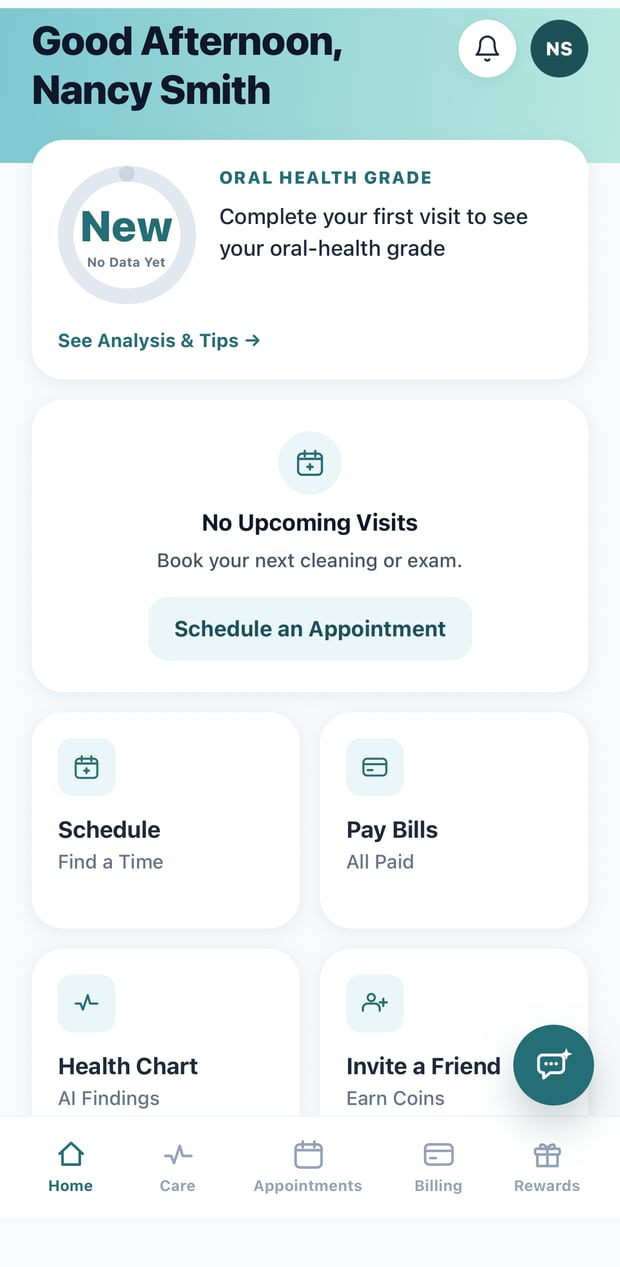 Good Afternoon,
Nancy Smith
NS
New
No Data Yet
ORAL HEALTH GRADE
Complete your first visit to see
your oral-health grade
See Analysis & Tips →
No Upcoming Visits
Book your next cleaning or exam.
Schedule an Appointment
Schedule
Find a Time
Pay Bills
All Paid
Health Chart
AI Findings
Invite a Friend
Earn Coins
Home
Care
Appointments
Billing
Rewards